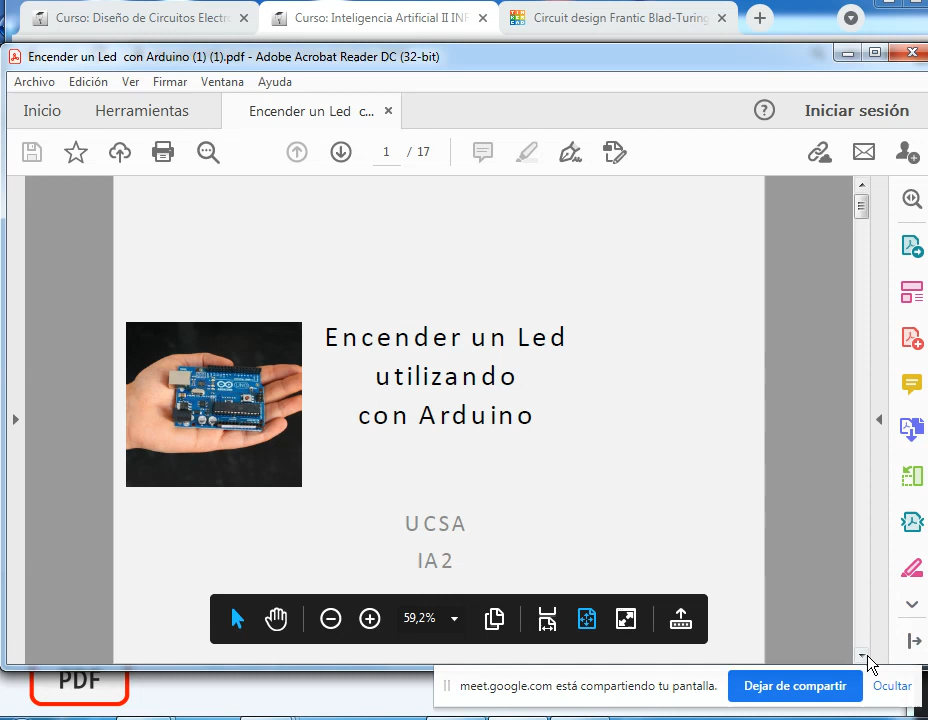 Curso: Diseño de Circuitos Electr
Curso: Inteligencia Artificial II INF
Circuit design Frantic Blad-Turing
Encender un Led  con Arduino (1) (1).pdf - Adobe Acrobat Reader DC (32-bit)
Archivo Edición Ver Firmar Ventana Ayuda
Inicio Herramientas Encender un Led c... Iniciar sesión
1 / 17
Encender un Led
utilizando
con Arduino
UCSA
IA2
59,2%
PDF
meet.google.com está compartiendo tu pantalla. Dejar de compartir Ocultar